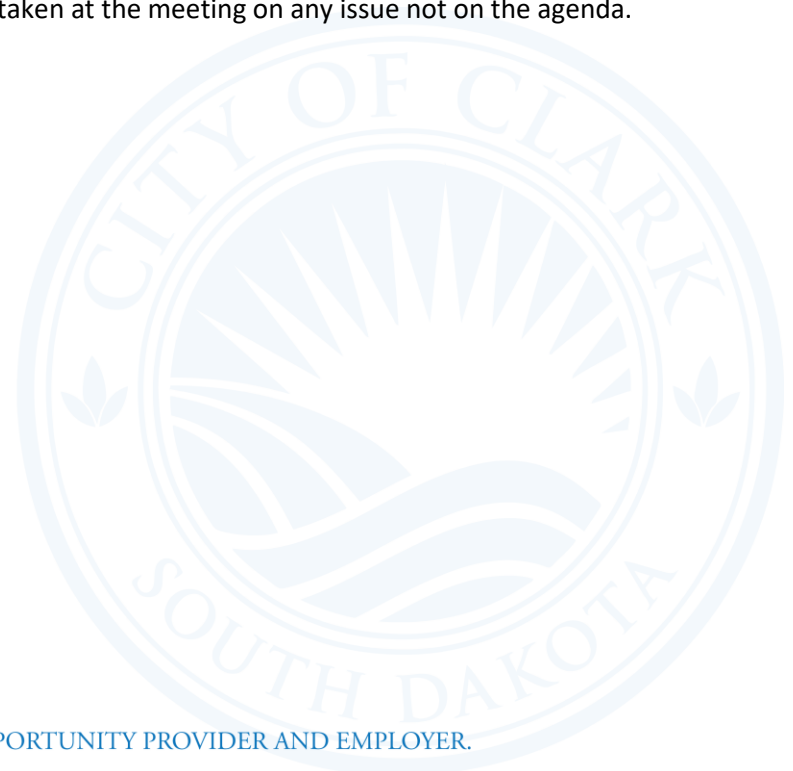 taken at the meeting on any issue not on the agenda.
CITY OF CLARK
SOUTH DAKOTA
PORTUNITY PROVIDER AND EMPLOYER.